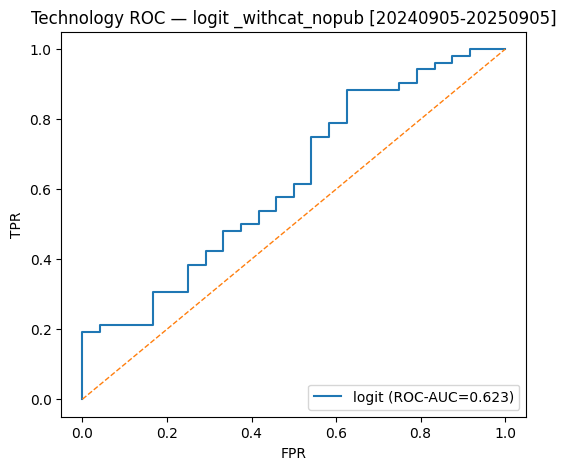 Technology ROC — logit _withcat_nopub [20240905-20250905]
1.0
0.8
0.6
0.4
0.2
0.0
TPR
logit (ROC-AUC=0.623)
0.0 0.2 0.4 0.6 0.8 1.0
FPR